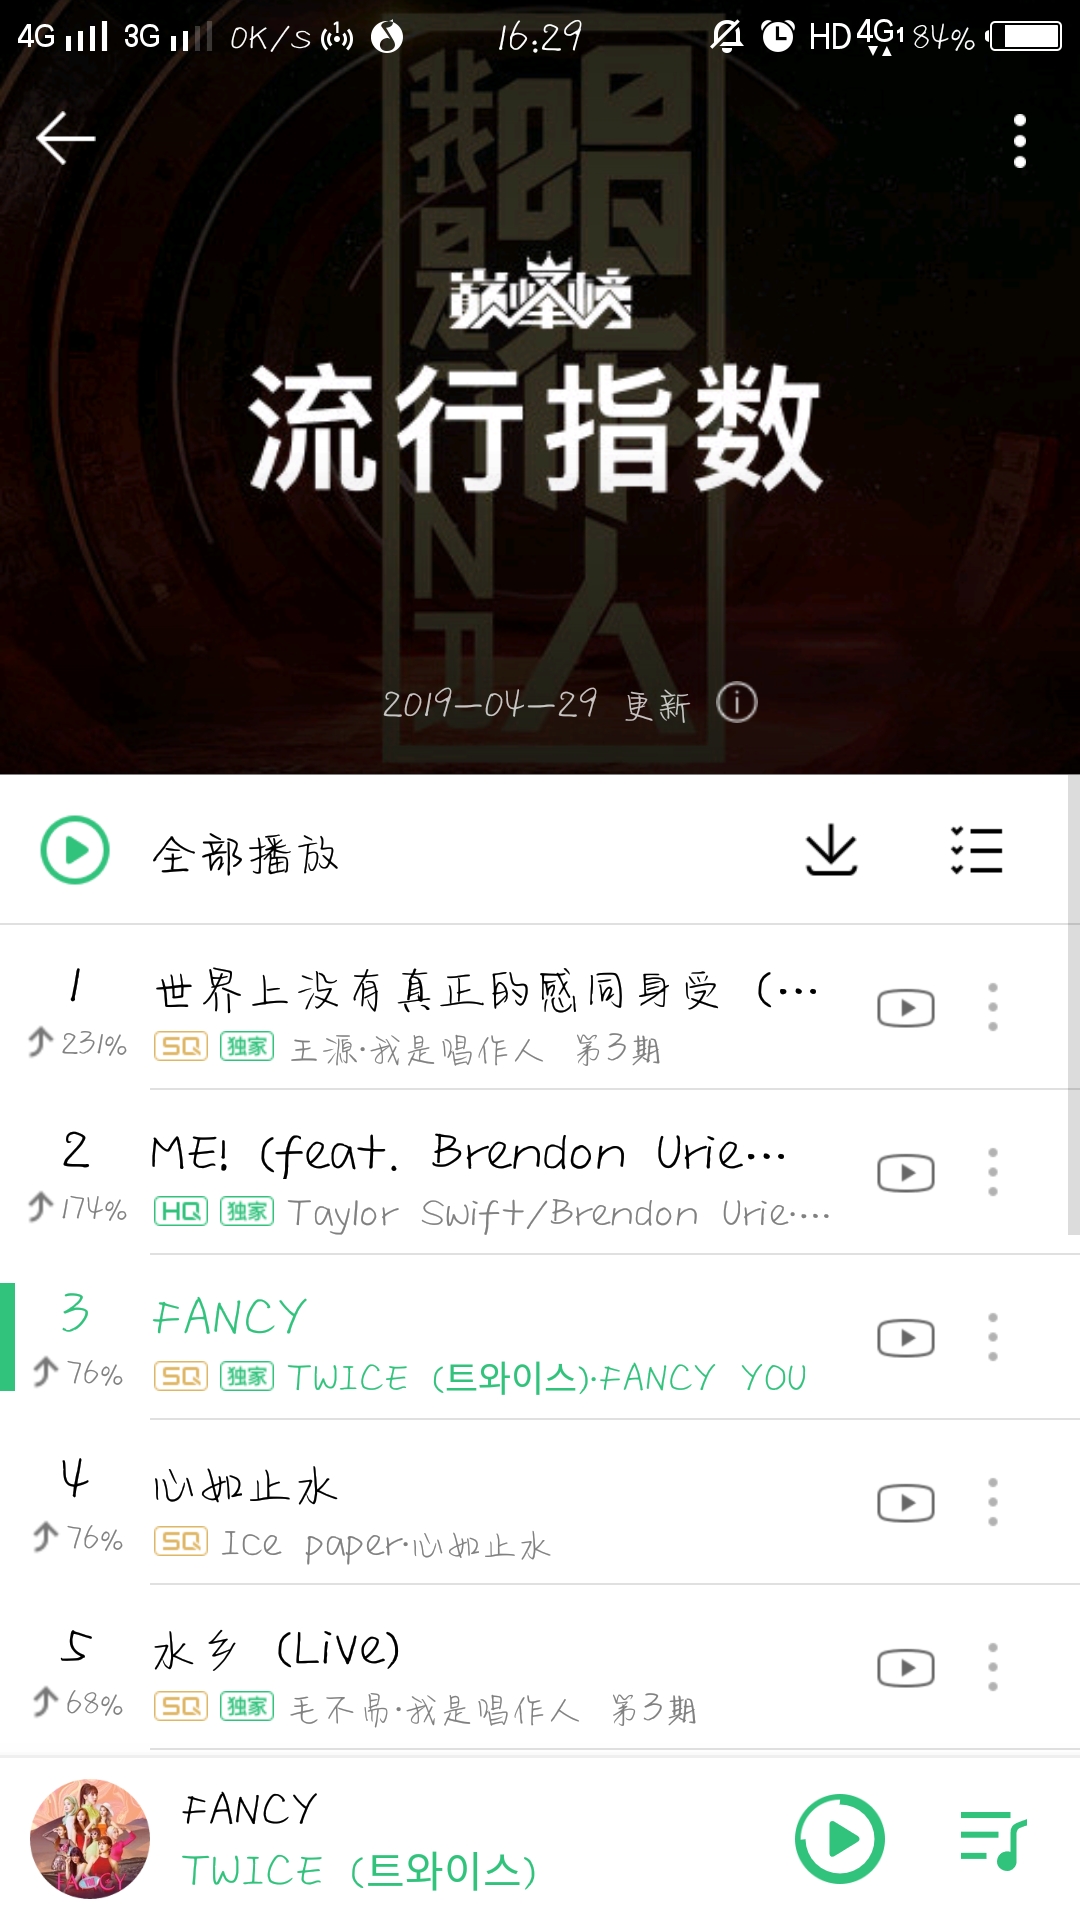 4G 3G 0K/s 16:29 HD 4G1 84%
我是唱作人
巅峰榜
流行指数
2019-04-29 更新
全部播放
1 世界上没有真正的感同身受 (…
231% SQ 独家 王源·我是唱作人 第3期
2 ME! (feat. Brendon Urie…
174% HQ 独家 Taylor Swift/Brendon Urie·…
3 FANCY
76% SQ 独家 TWICE (트와이스)·FANCY YOU
4 心如止水
76% SQ Ice paper·心如止水
5 水乡 (Live)
68% SQ 独家 毛不易·我是唱作人 第3期
FANCY
TWICE (트와이스)